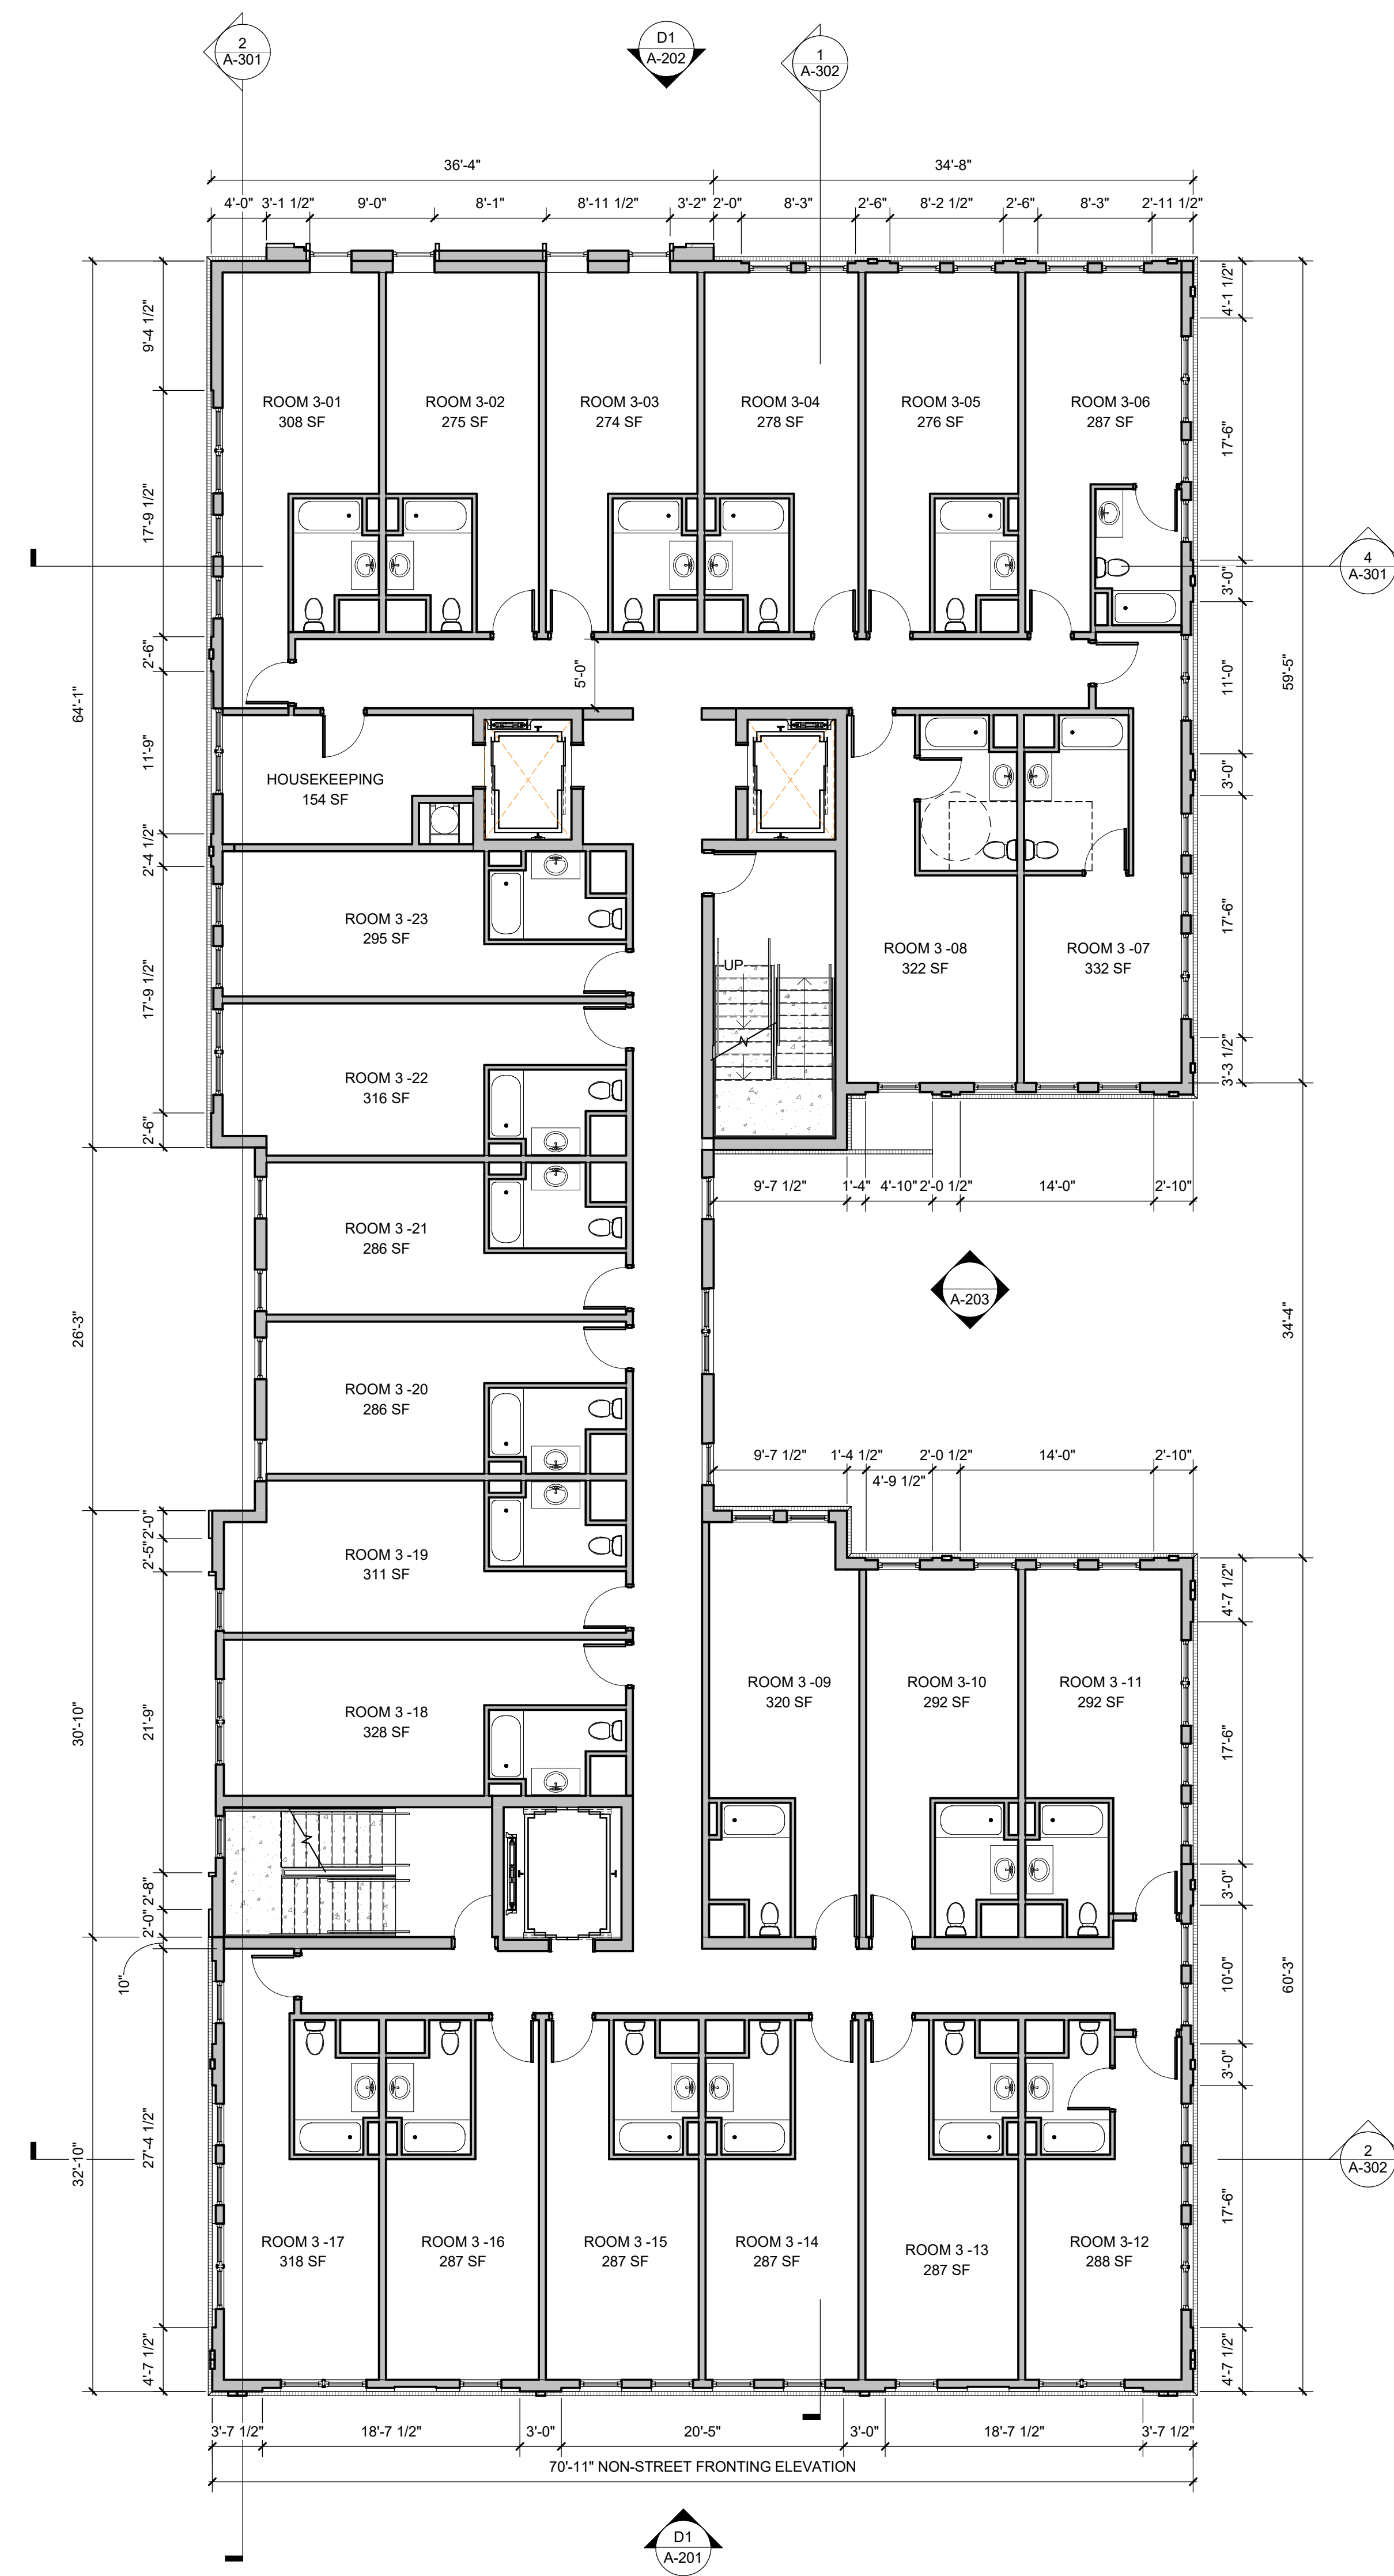 2
A-301
D1
A-202
1
A-302
36'-4"
34'-8"
4'-0"
3'-1 1/2"
9'-0"
8'-1"
8'-11 1/2"
3'-2"
2'-0"
8'-3"
2'-6"
8'-2 1/2"
2'-6"
8'-3"
2'-11 1/2"
9'-4 1/2"
4'-1 1/2"
ROOM 3-01
308 SF
ROOM 3-02
275 SF
ROOM 3-03
274 SF
ROOM 3-04
278 SF
ROOM 3-05
276 SF
ROOM 3-06
287 SF
17'-6"
17'-9 1/2"
4
A-301
3'-0"
2'-6"
64'-1"
5'-0"
11'-0"
59'-5"
11'-9"
HOUSEKEEPING
154 SF
3'-0"
2'-4 1/2"
ROOM 3 -23
295 SF
17'-9 1/2"
UP
ROOM 3 -08
322 SF
ROOM 3 -07
332 SF
17'-6"
N
3'-3 1/2"
ROOM 3 -22
316 SF
2'-6"
9'-7 1/2"
1'-4"
4'-10"
2'-0 1/2"
14'-0"
2'-10"
ROOM 3 -21
286 SF
A-203
26'-3"
34'-4"
ROOM 3 -20
286 SF
9'-7 1/2"
1'-4 1/2"
2'-0 1/2"
14'-0"
2'-10"
4'-9 1/2"
2'-0"
2'-5"
ROOM 3 -19
311 SF
4'-7 1/2"
ROOM 3 -09
320 SF
ROOM 3-10
292 SF
ROOM 3 -11
292 SF
30'-10"
21'-9"
ROOM 3 -18
328 SF
17'-6"
N
2'-8"
2'-0"
3'-0"
10"
10'-0"
60'-3"
3'-0"
32'-10"
27'-4 1/2"
2
A-302
17'-6"
ROOM 3 -17
318 SF
ROOM 3 -16
287 SF
ROOM 3 -15
287 SF
ROOM 3 -14
287 SF
ROOM 3 -13
287 SF
ROOM 3-12
288 SF
4'-7 1/2"
4'-7 1/2"
3'-7 1/2"
18'-7 1/2"
3'-0"
20'-5"
3'-0"
18'-7 1/2"
3'-7 1/2"
70'-11" NON-STREET FRONTING ELEVATION
D1
A-201